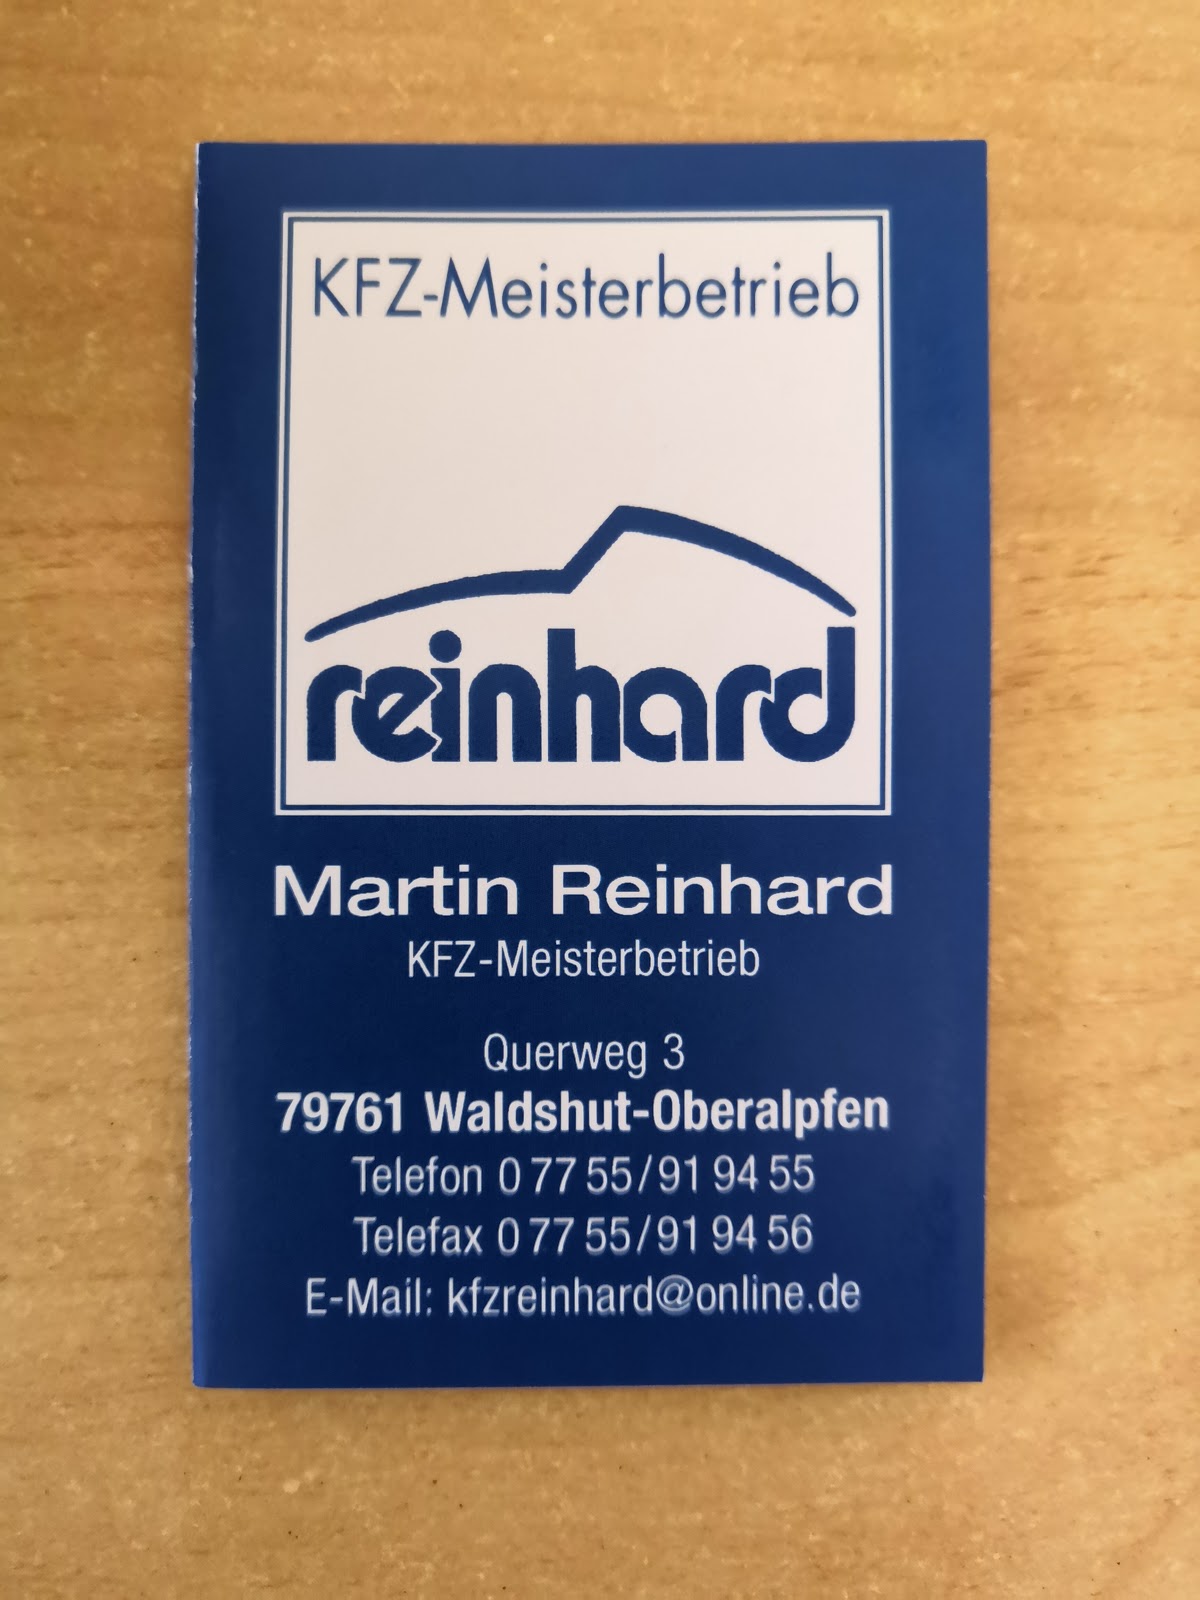 KFZ-Meisterbetrieb
reinhard
Martin Reinhard
KFZ-Meisterbetrieb
Querweg 3
79761 Waldshut-Oberalpfen
Telefon 0 77 55/91 94 55
Telefax 0 77 55/91 94 56
E-Mail: kfzreinhard@online.de